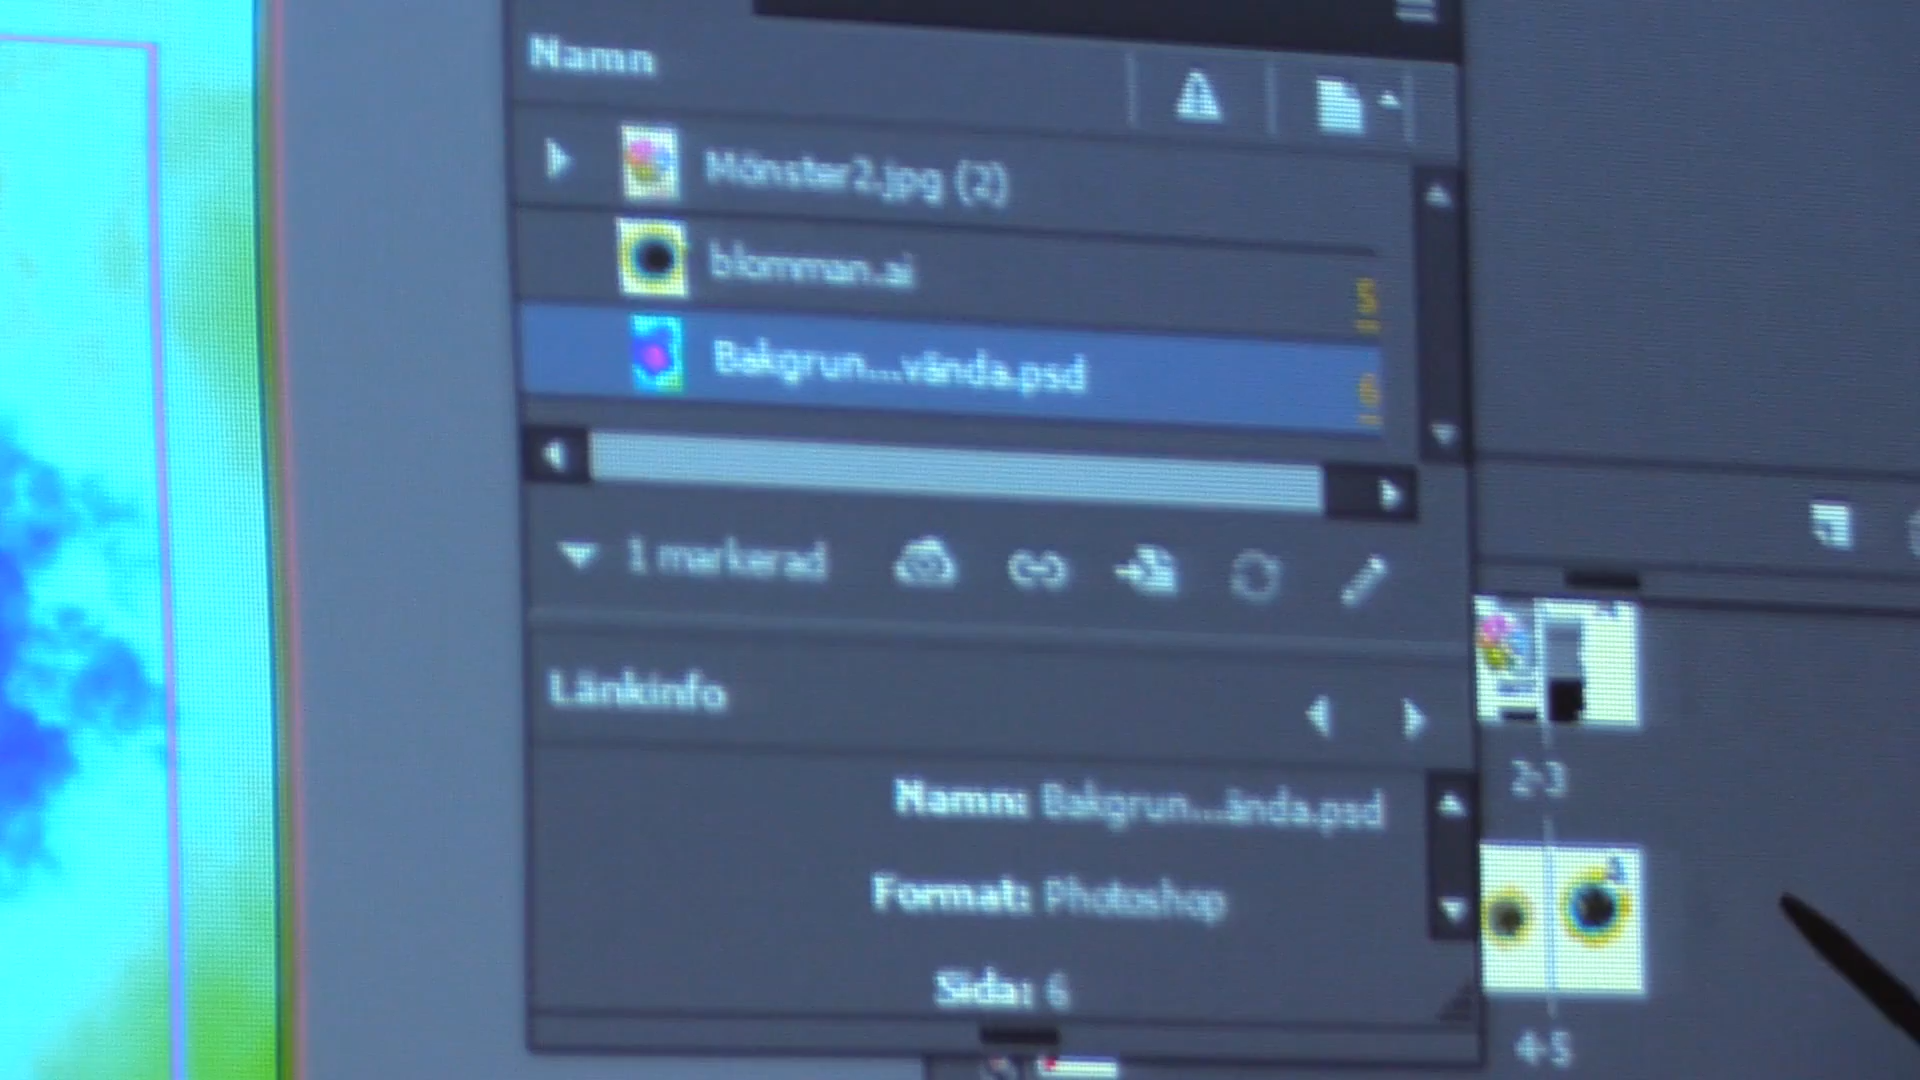 Namn
Mönster2.jpg (2)
blomman.ai
5
Bakgrun...vända.psd
6
1 markerad
Länkinfo
Namn: Bakgrun...ända.psd
2-3
Format: Photoshop
Sida: 6
4-5